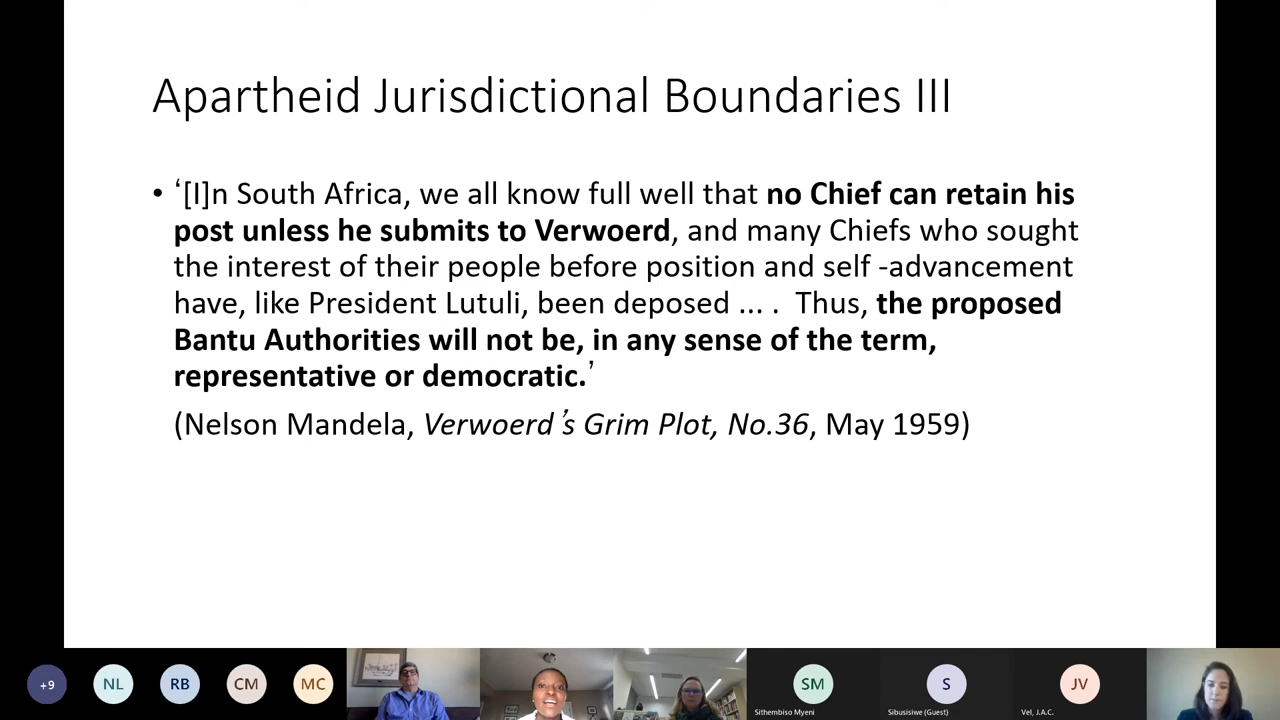 Apartheid Jurisdictional Boundaries III
• ‘[I]n South Africa, we all know full well that no Chief can retain his
post unless he submits to Verwoerd, and many Chiefs who sought
the interest of their people before position and self -advancement
have, like President Lutuli, been deposed ... . Thus, the proposed
Bantu Authorities will not be, in any sense of the term,
representative or democratic.’
(Nelson Mandela, Verwoerd’s Grim Plot, No.36, May 1959)
+9
NL
RB
CM
MC
SM
S
JV
Sithembiso Myeni
Sibusisiwe (Guest)
Vel, J.A.C.